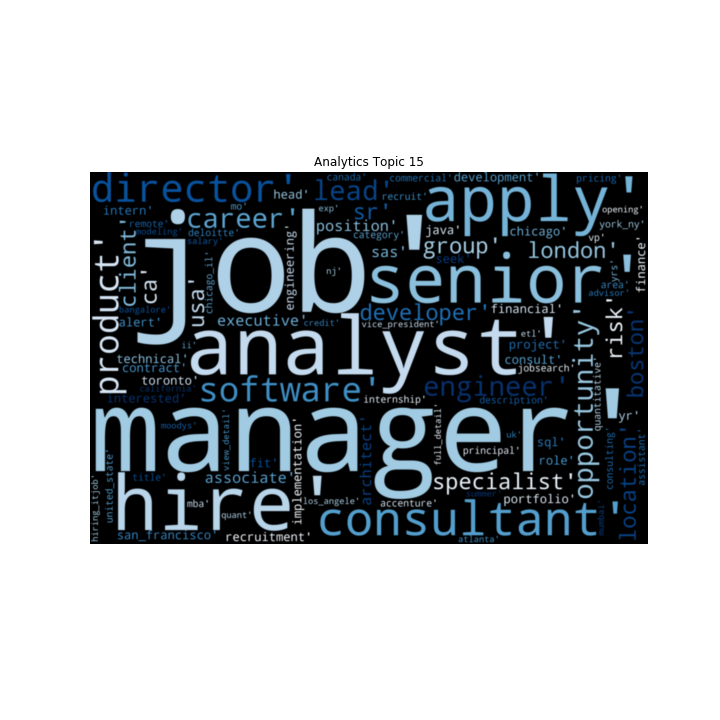 Analytics Topic 15
director'
head'
lead'
canada'
commercial'
development'
pricing'
intern'
mo'
exp'
recruit'
apply'
opening'
remote'
modeling'
career'
sr'
position'
java'
chicago'
york_ny'
deloitte'
salary'
category'
group'
vp'
product'
client'
ca'
job'
usa'
chicago_il'
engineering'
nj'
sas'
senior'
seek'
london'
yrs'
area'
advisor'
finance'
bangalore'
alert'
executive'
credit'
developer'
vice_president'
financial'
etl'
project'
ii'
analyst'
technical'
contract'
toronto'
california'
interested'
software'
internship'
engineer'
description'
consult'
jobsearch'
opportunity'
quantitative'
risk'
boston'
manager'
yr'
moodys'
view_detail'
fit'
title'
associate'
implementation'
architect'
full_detail'
principal'
uk'
sql'
role'
specialist'
consulting'
location'
assistant'
hiring_itjob'
united_state'
hire'
mba'
quant'
los_angele'
accenture'
summer'
portfolio'
consultant'
mumbai'
san_francisco'
recruitment'
atlanta'